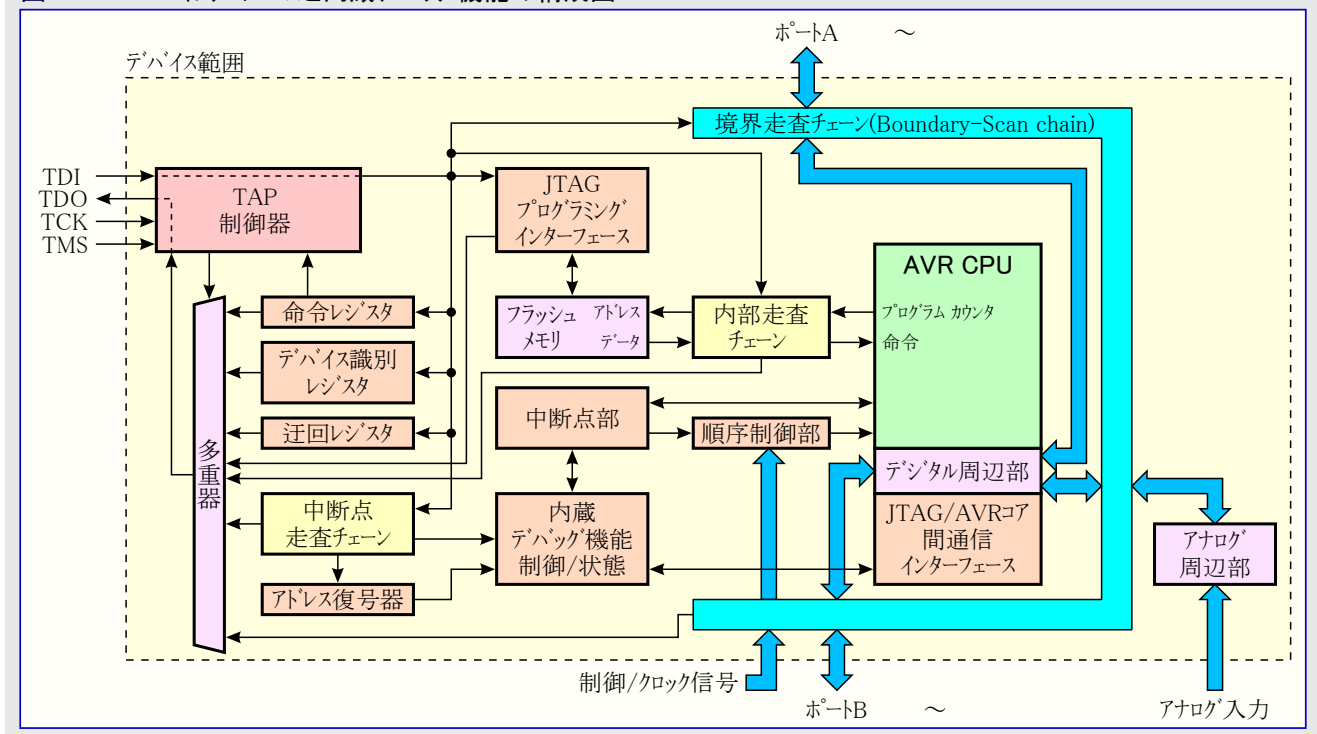 ポートA ～
デバイス範囲
境界走査チェーン(Boundary-Scan chain)
TDI
TDO
TCK
TMS
TAP
制御器
JTAG
プログラミング
インターフェース
AVR CPU
命令レジスタ
フラッシュ
メモリ
アドレス
データ
内部走査
チェーン
プログラム カウンタ
命令
デバイス識別
レジスタ
中断点部
順序制御部
迂回レジスタ
多重器
デジタル周辺部
中断点
走査チェーン
内蔵
デバッグ機能
制御/状態
JTAG/AVRコア
間通信
インターフェース
アナログ
周辺部
アドレス復号器
制御/クロック信号
ポートB ～
アナログ入力